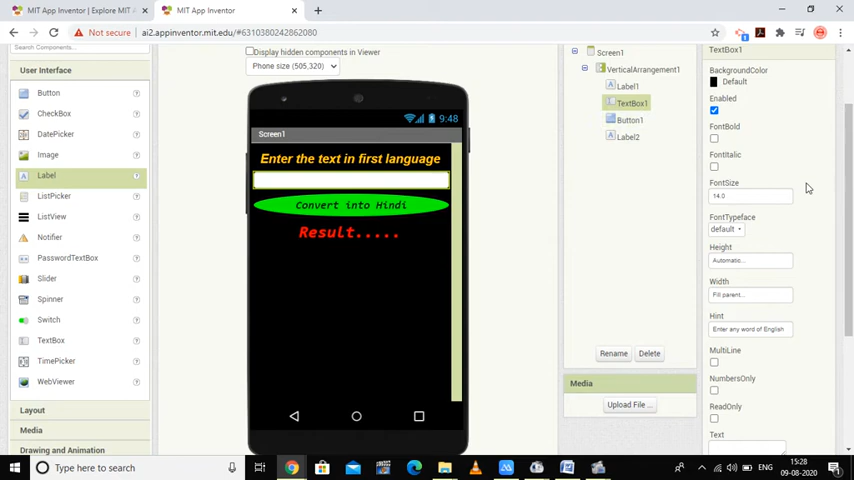 MIT App Inventor | Explore MIT A
MIT App Inventor
Not secure | ai2.appinventor.mit.edu/#6310380242862080
Search Components...
Display hidden components in Viewer
Phone size (505,320)
User Interface
Button
CheckBox
DatePicker
Image
Label
ListPicker
ListView
Notifier
PasswordTextBox
Slider
Spinner
Switch
TextBox
TimePicker
WebViewer
Layout
Media
Drawing and Animation
9:48
Screen1
Enter the text in first language
Convert into Hindi
Result.....
Screen1
VerticalArrangement1
Label1
TextBox1
Button1
Label2
Rename
Delete
Media
Upload File ...
TextBox1
BackgroundColor
Default
Enabled
FontBold
FontItalic
FontSize
14.0
FontTypeface
default
Height
Automatic...
Width
Fill parent...
Hint
Enter any word of English
MultiLine
NumbersOnly
ReadOnly
Text
Type here to search
ENG
15:28
09-08-2020